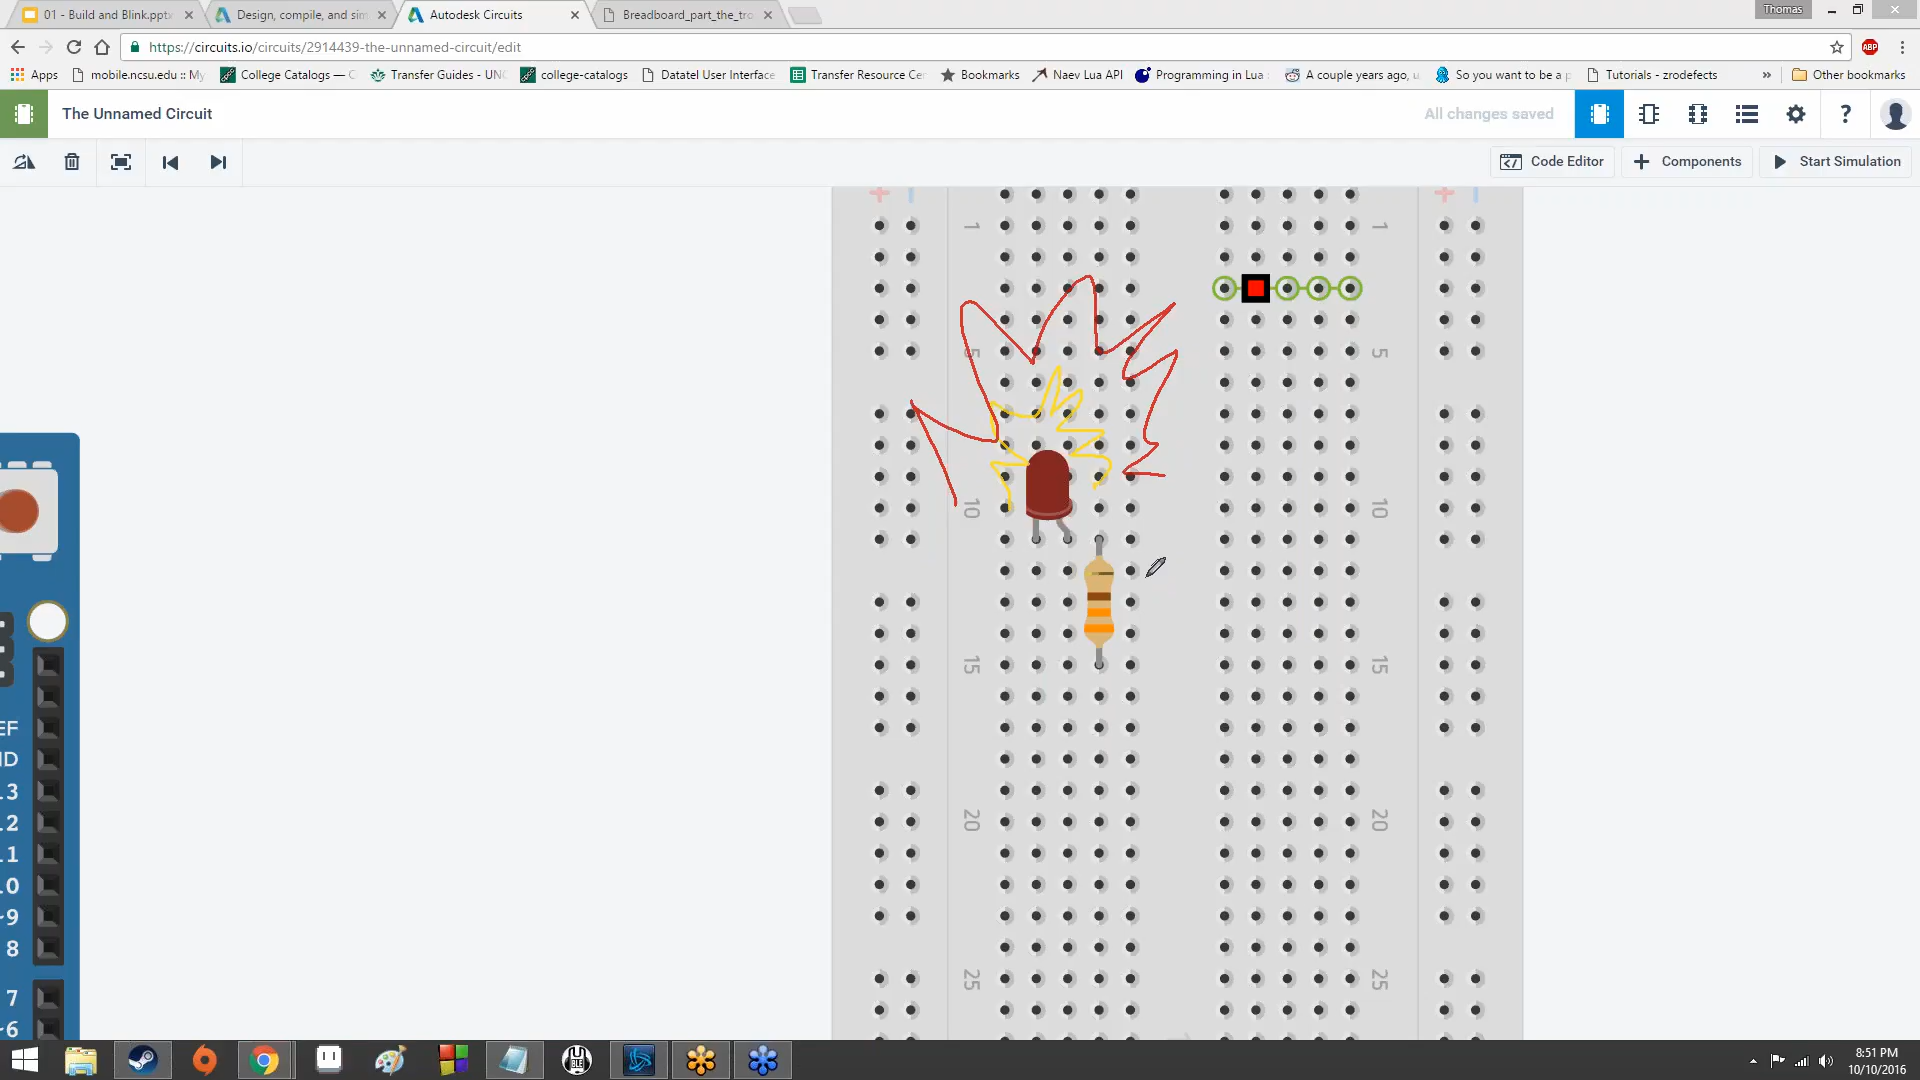 01 - Build and Blink.pptx
Design, compile, and sim
Autodesk Circuits
Breadboard_part_the_tro
Thomas
https://circuits.io/circuits/2914439-the-unnamed-circuit/edit
ABP
Apps
mobile.ncsu.edu :: My
College Catalogs —
Transfer Guides - UNC
college-catalogs
Datatel User Interface
Transfer Resource Cen
Bookmarks
Naev Lua API
Programming in Lua :
A couple years ago, u
So you want to be a p
Tutorials - zrodefects
»
Other bookmarks
The Unnamed Circuit
All changes saved
?
Code Editor
+ Components
Start Simulation
+ - + -
1 1
5 5
10 10
15 15
20 20
25 25
EF
ND
13
12
11
10
~9
8
7
~6
8:51 PM
10/10/2016